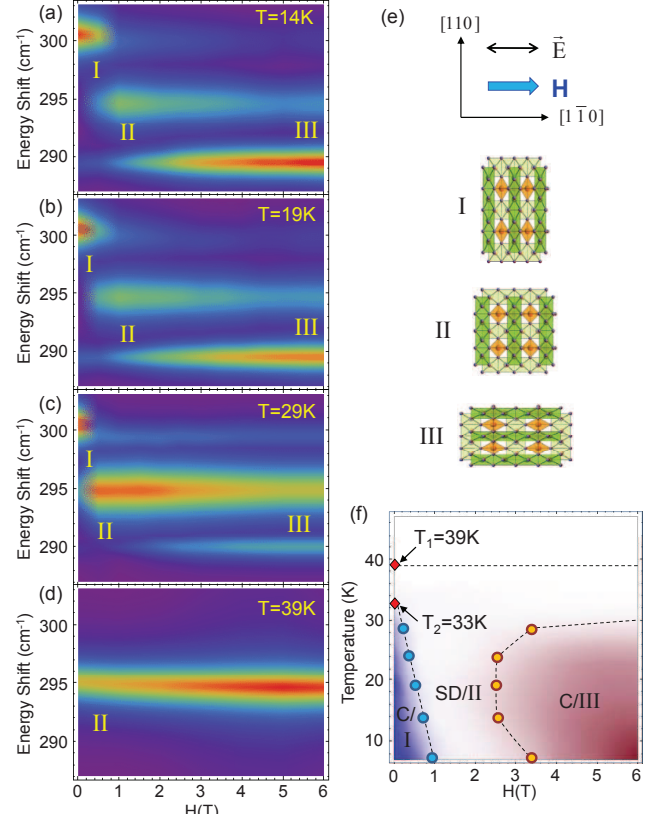 (a)
T=14K
300
295
290
I
II
III
Energy Shift (cm⁻¹)
(b)
T=19K
300
295
290
I
II
III
Energy Shift (cm⁻¹)
(c)
T=29K
300
295
290
I
II
III
Energy Shift (cm⁻¹)
(d)
T=39K
300
295
290
II
Energy Shift (cm⁻¹)
0 1 2 3 4 5 6
H(T)
(e)
[110]
E⃗
H
[11̅0]
I
II
III
(f)
T₁=39K
T₂=33K
40
30
20
10
Temperature (K)
C/
I
SD/II
C/III
0 1 2 3 4 5 6
H(T)